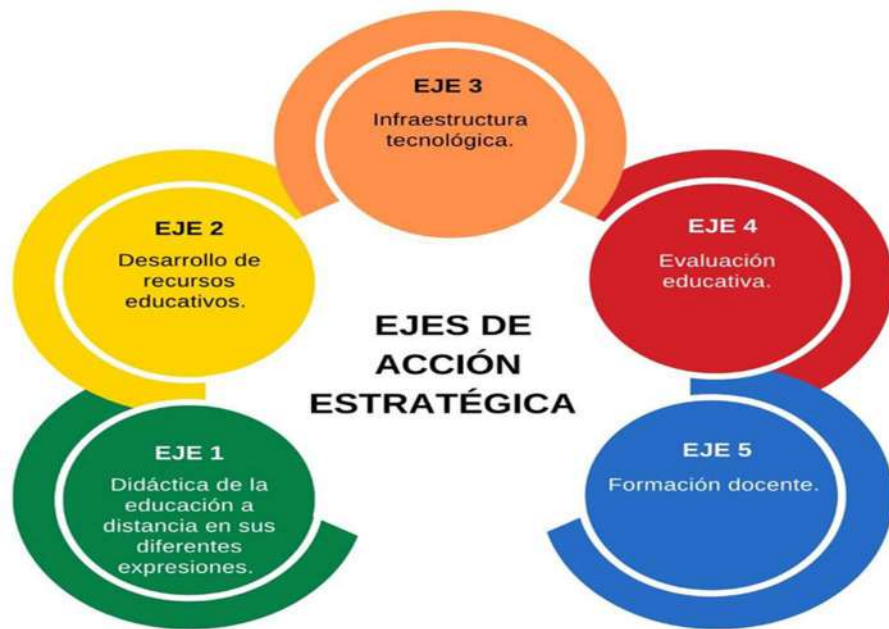 EJE 3
Infraestructura
tecnológica.
EJE 2
Desarrollo de
recursos
educativos.
EJE 4
Evaluación
educativa.
EJES DE
ACCIÓN
ESTRATÉGICA
EJE 1
Didáctica de la
educación a
distancia en sus
diferentes
expresiones.
EJE 5
Formación docente.